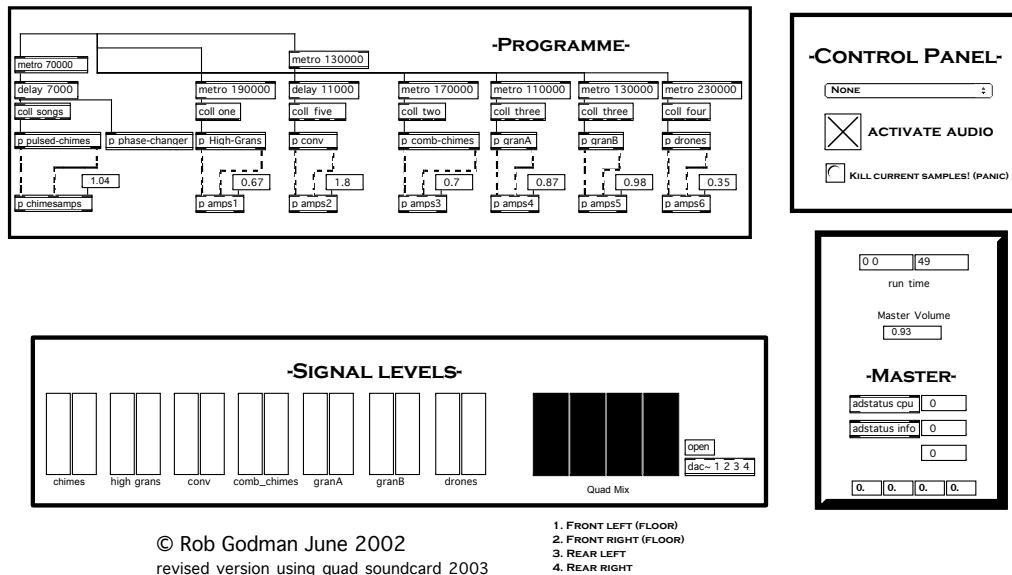 -PROGRAMME-
metro 70000
metro 130000
delay 7000
metro 190000
delay 11000
metro 170000
metro 110000
metro 130000
metro 230000
coll songs
coll one
coll five
coll two
coll three
coll three
coll four
p pulsed-chimes
p phase-changer
p High-Grans
p conv
p comb-chimes
p granA
p granB
p drones
1.04
0.67
1.8
0.7
0.87
0.98
0.35
p chimesamps
p amps1
p amps2
p amps3
p amps4
p amps5
p amps6
-CONTROL PANEL-
NONE
ACTIVATE AUDIO
KILL CURRENT SAMPLES! (PANIC)
0 0
49
run time
Master Volume
0.93
-MASTER-
adstatus cpu
0
adstatus info
0
0
0.
0.
0.
0.
-SIGNAL LEVELS-
open
dac~ 1 2 3 4
chimes
high grans
conv
comb_chimes
granA
granB
drones
Quad Mix
© Rob Godman June 2002
revised version using quad soundcard 2003
1. FRONT LEFT (FLOOR)
2. FRONT RIGHT (FLOOR)
3. REAR LEFT
4. REAR RIGHT